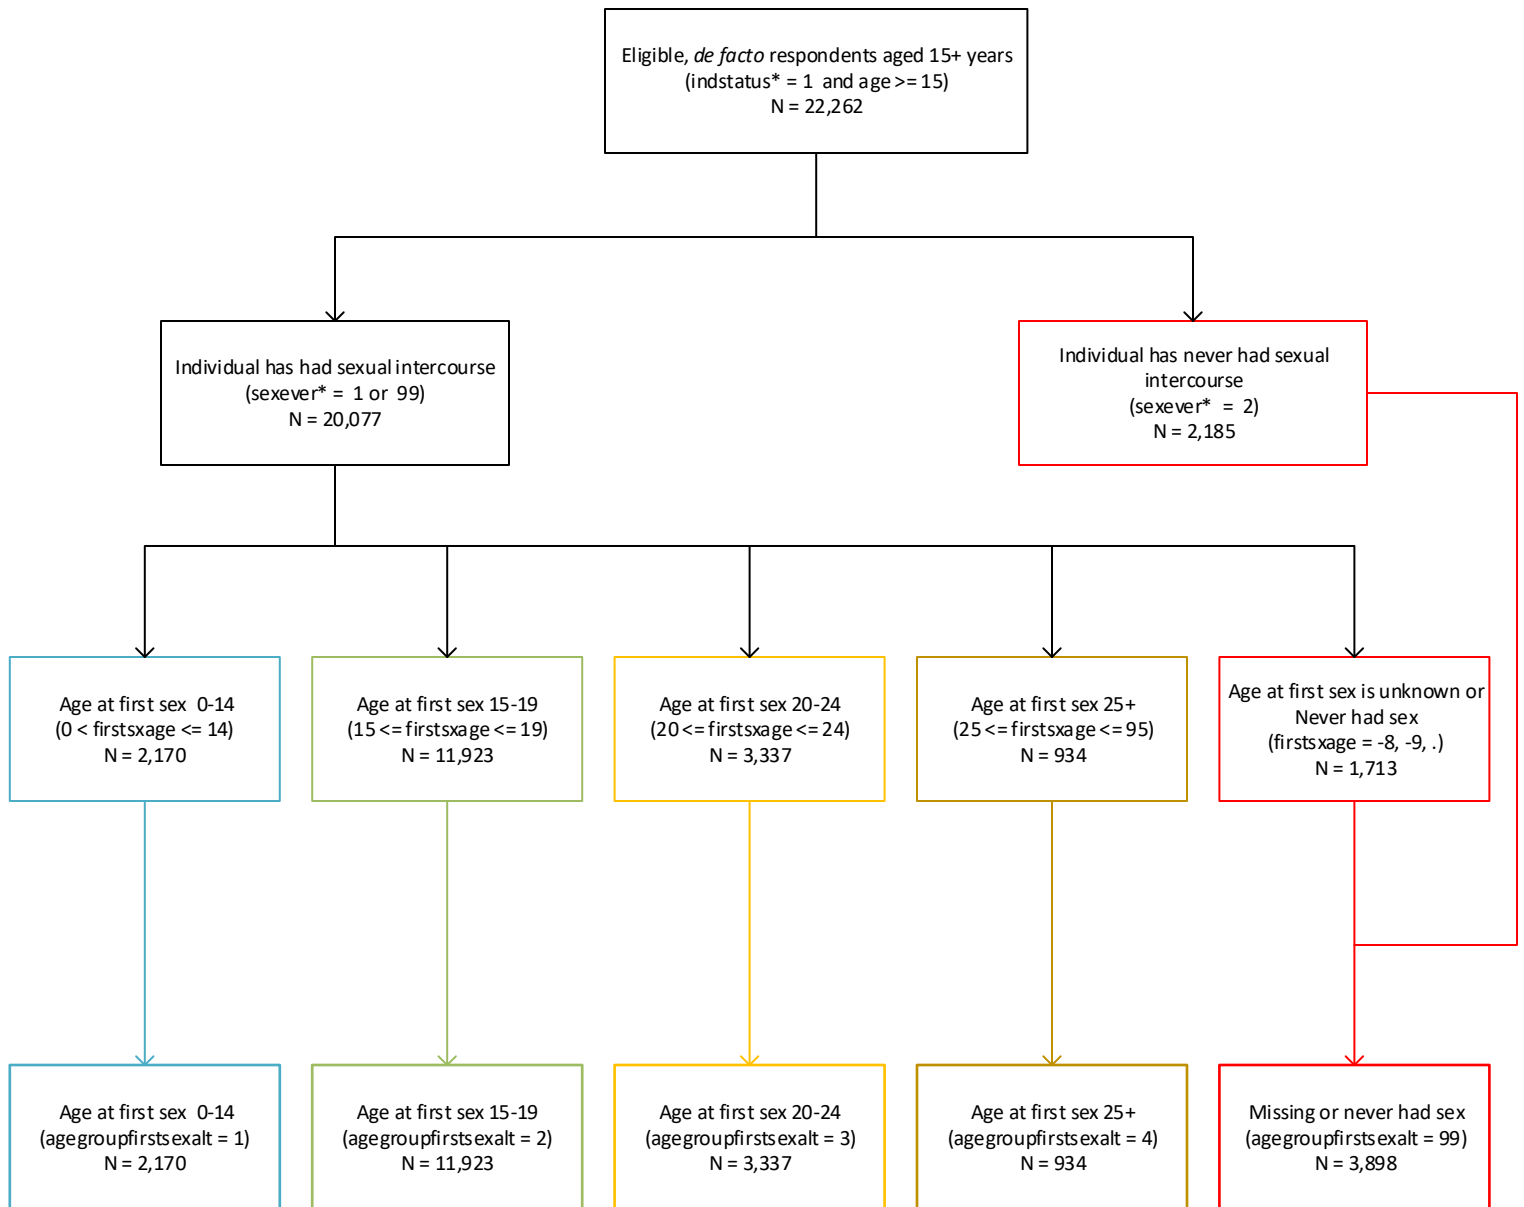 Eligible, de facto respondents aged 15+ years
(indstatus* = 1 and age >= 15)
N = 22,262
Individual has had sexual intercourse
(sexever* = 1 or 99)
N = 20,077
Individual has never had sexual
intercourse
(sexever* = 2)
N = 2,185
Age at first sex 0-14
(0 < firstsxage <= 14)
N = 2,170
Age at first sex 15-19
(15 <= firstsxage <= 19)
N = 11,923
Age at first sex 20-24
(20 <= firstsxage <= 24)
N = 3,337
Age at first sex 25+
(25 <= firstsxage <= 95)
N = 934
Age at first sex is unknown or
Never had sex
(firstsxage = -8, -9, .)
N = 1,713
Age at first sex 0-14
(agegroupfirstsexalt = 1)
N = 2,170
Age at first sex 15-19
(agegroupfirstsexalt = 2)
N = 11,923
Age at first sex 20-24
(agegroupfirstsexalt = 3)
N = 3,337
Age at first sex 25+
(agegroupfirstsexalt = 4)
N = 934
Missing or never had sex
(agegroupfirstsexalt = 99)
N = 3,898